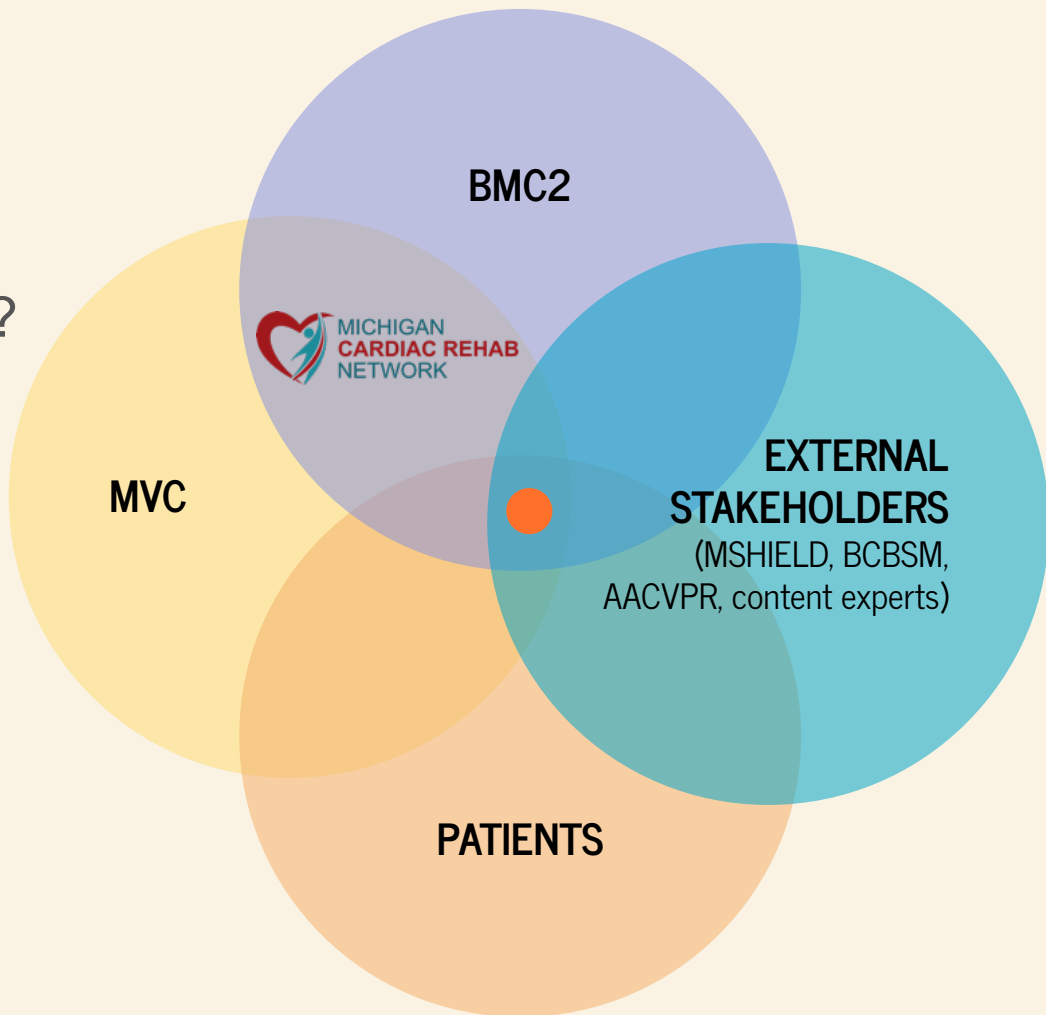 BMC2
?
MICHIGAN
CARDIAC REHAB
NETWORK
EXTERNAL
STAKEHOLDERS
(MSHIELD, BCBSM,
AACVPR, content experts)
MVC
PATIENTS